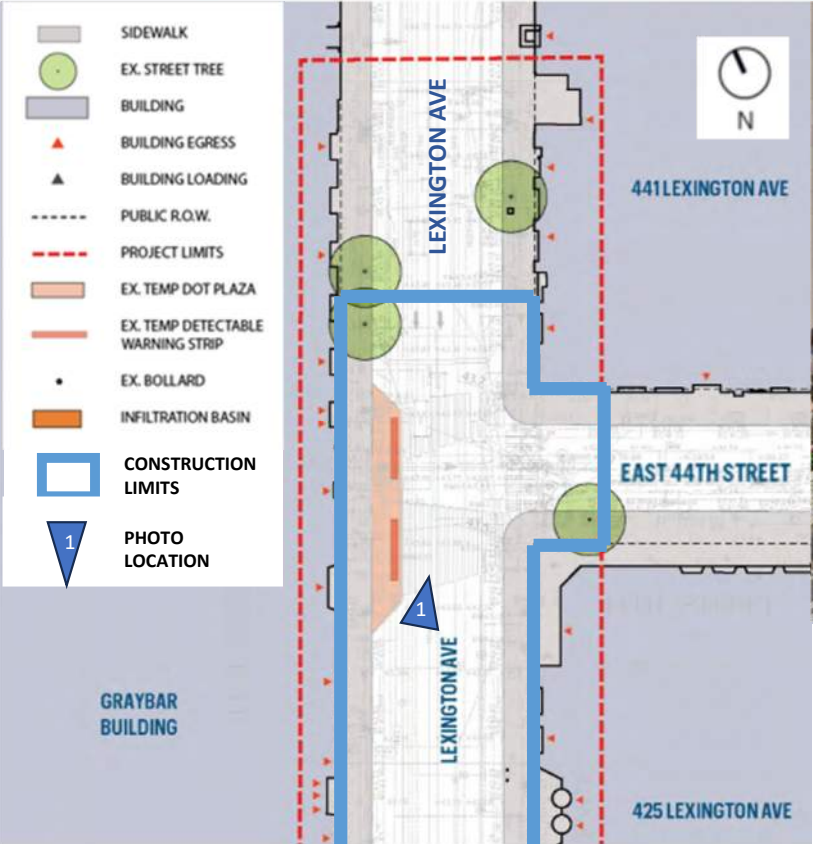 SIDEWALK
EX. STREET TREE
BUILDING
BUILDING EGRESS
BUILDING LOADING
PUBLIC R.O.W.
PROJECT LIMITS
EX. TEMP DOT PLAZA
EX. TEMP DETECTABLE
WARNING STRIP
EX. BOLLARD
INFILTRATION BASIN
CONSTRUCTION
LIMITS
1
PHOTO
LOCATION
LEXINGTON AVE
N
441 LEXINGTON AVE
EAST 44TH STREET
1
LEXINGTON AVE
GRAYBAR
BUILDING
425 LEXINGTON AVE